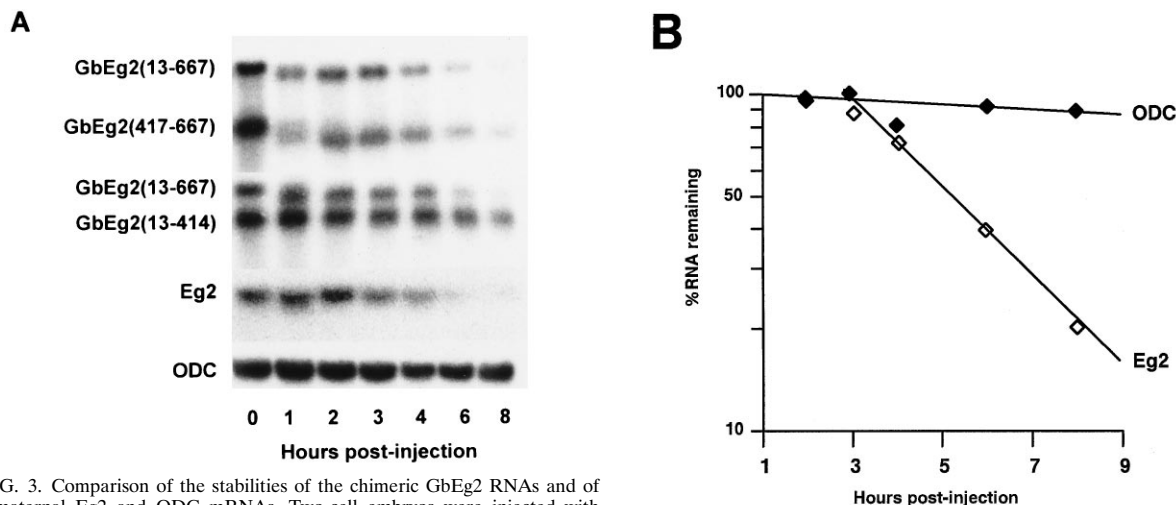 A
GbEg2(13-667)
GbEg2(417-667)
GbEg2(13-667)
GbEg2(13-414)
Eg2
ODC
0 1 2 3 4 6 8
Hours post-injection
G. 3. Comparison of the stabilities of the chimeric GbEg2 RNAs and of
Eg2 and ODC mRNAs. Two-cell embryos were injected with
B
100
50
10
%RNA remaining
ODC
Eg2
1 3 5 7 9
Hours post-injection